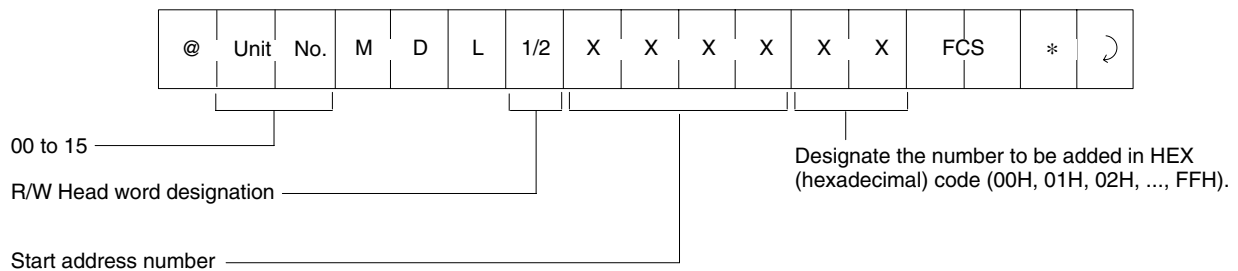 @ Unit No. M D L 1/2 X X X X X X FCS * ⤸
00 to 15
R/W Head word designation
Start address number
Designate the number to be added in HEX
(hexadecimal) code (00H, 01H, 02H, ..., FFH).